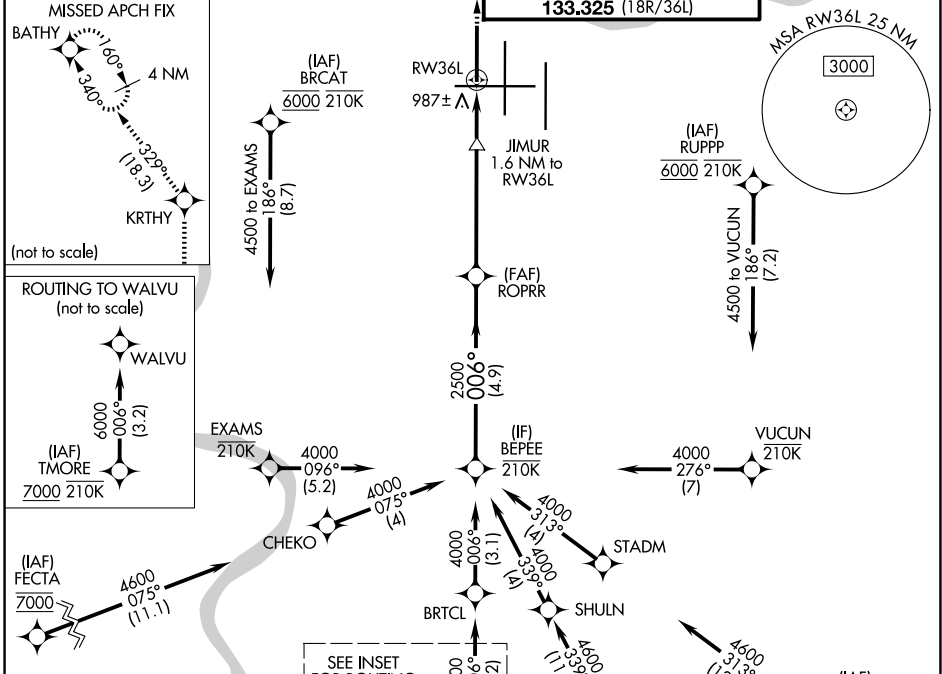 133.325 (18R/36L)
MISSED APCH FIX
BATHY
160°
4 NM
340°
329°
(18.3)
KRTHY
(not to scale)
(IAF)
BRCAT
6000 210K
4500 to EXAMS
186°
(8.7)
RW36L
987±
JIMUR
1.6 NM to
RW36L
MSA RW36L 25 NM
3000
(IAF)
RUPPP
6000 210K
4500 to VUCUN
186°
(7.2)
ROUTING TO WALVU
(not to scale)
WALVU
6000
006°
(3.2)
(IAF)
TMORE
7000 210K
(FAF)
ROPRR
2500
006°
(4.9)
EXAMS
210K
4000
096°
(5.2)
(IF)
BEPEE
210K
VUCUN
210K
4000
276°
(7)
CHEKO
4000
075°
(4)
4000
006°
(3.1)
BRTCL
4000
313°
(4)
STADM
4000
339°
(4)
SHULN
(IAF)
FECTA
7000
4600
075°
(11.1)
4600
339°
4600
313°
SEE INSET
FOR ROUTING
(IAF)